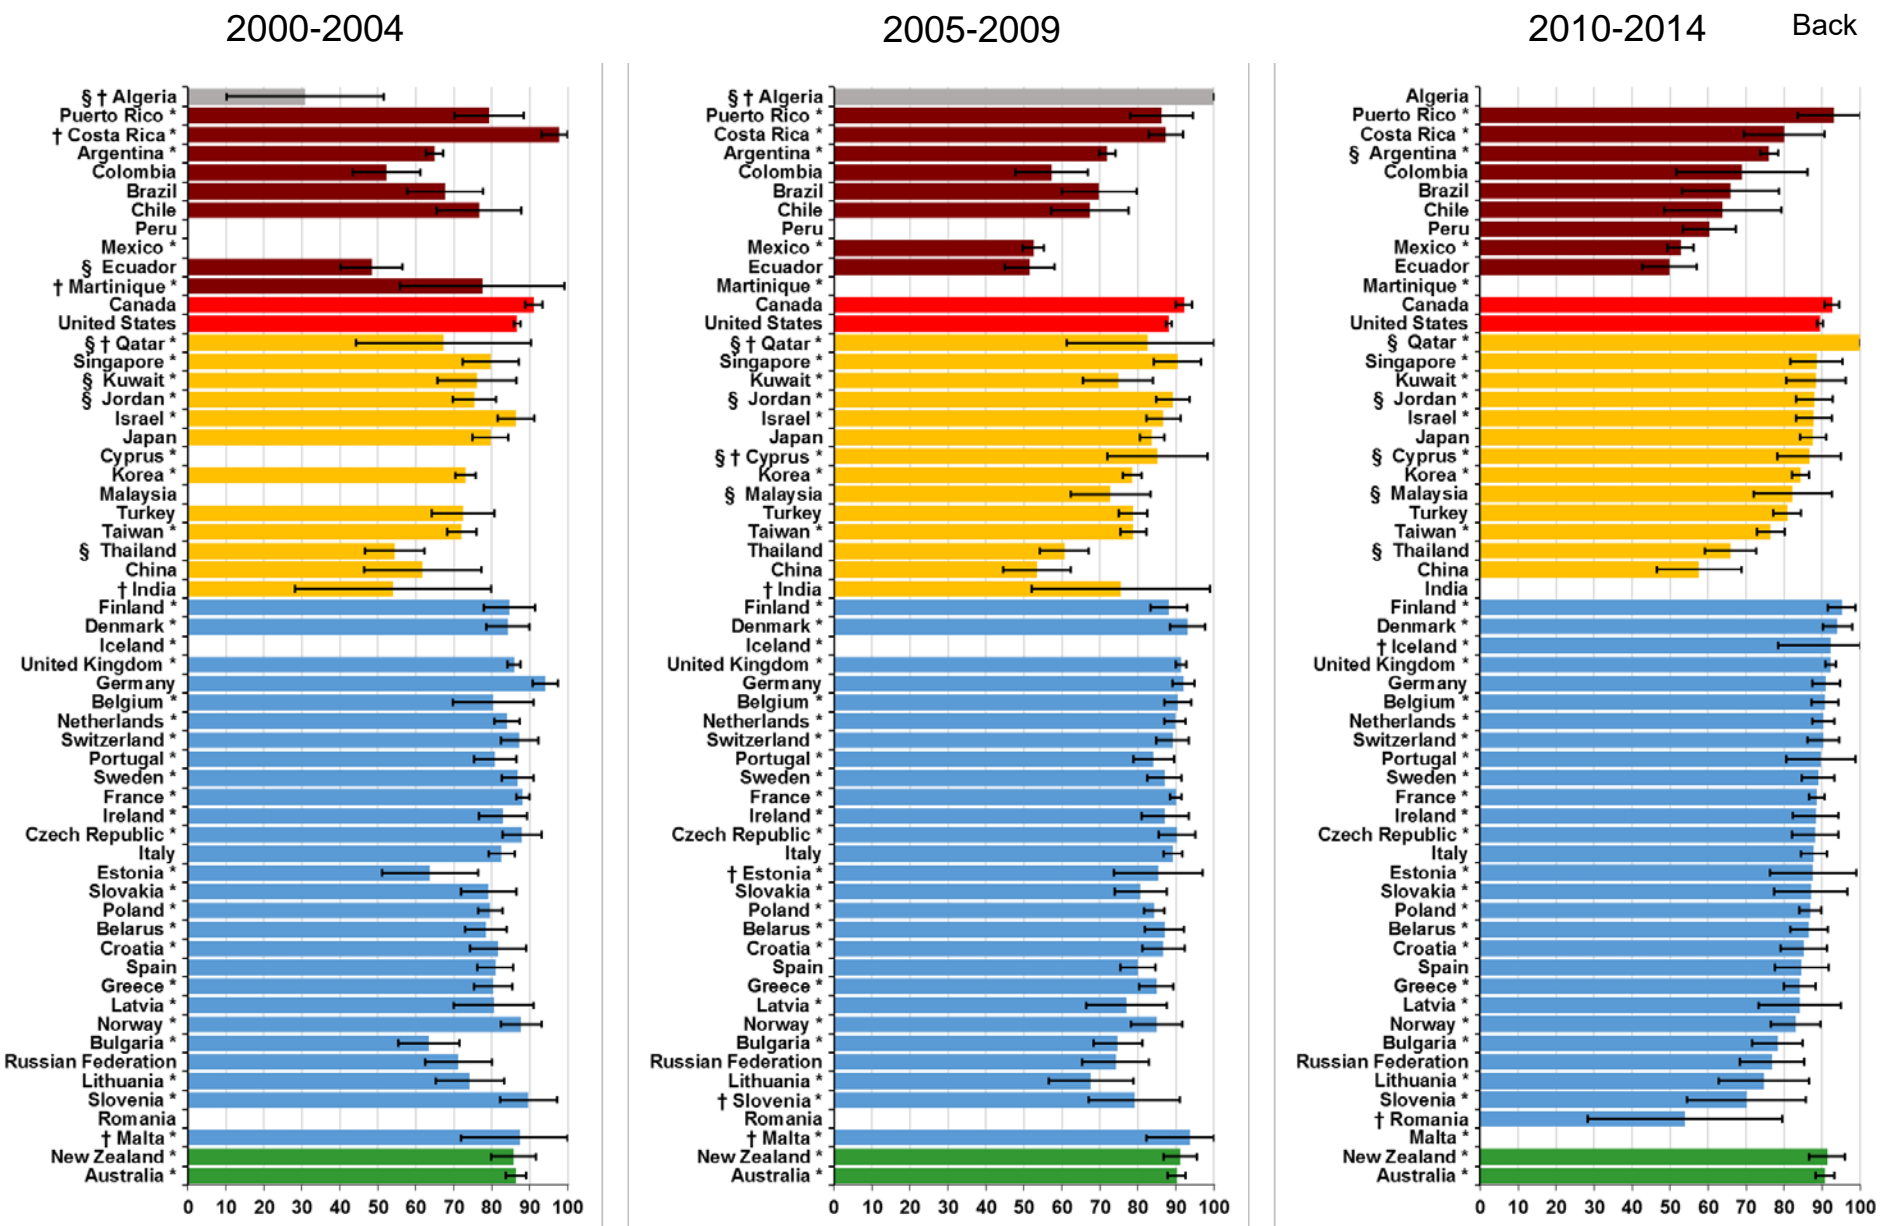 2000-2004
§ † Algeria
Puerto Rico *
† Costa Rica *
Argentina *
Colombia
Brazil
Chile
Peru
Mexico *
§ Ecuador
† Martinique *
Canada
United States
§ † Qatar *
Singapore *
§ Kuwait *
§ Jordan *
Israel *
Japan
Cyprus *
Korea *
Malaysia
Turkey
Taiwan *
§ Thailand
China
† India
Finland *
Denmark *
Iceland *
United Kingdom *
Germany
Belgium *
Netherlands *
Switzerland *
Portugal *
Sweden *
France *
Ireland *
Czech Republic *
Italy
Estonia *
Slovakia *
Poland *
Belarus *
Croatia *
Spain
Greece *
Latvia *
Norway *
Bulgaria *
Russian Federation
Lithuania *
Slovenia *
Romania
† Malta *
New Zealand *
Australia *
0 10 20 30 40 50 60 70 80 90 100
2005-2009
§ † Algeria
Puerto Rico *
Costa Rica *
Argentina *
Colombia
Brazil
Chile
Peru
Mexico *
Ecuador
Martinique *
Canada
United States
§ † Qatar *
Singapore *
Kuwait *
§ Jordan *
Israel *
Japan
§ † Cyprus *
Korea *
§ Malaysia
Turkey
Taiwan *
Thailand
China
† India
Finland *
Denmark *
Iceland *
United Kingdom *
Germany
Belgium *
Netherlands *
Switzerland *
Portugal *
Sweden *
France *
Ireland *
Czech Republic *
Italy
† Estonia *
Slovakia *
Poland *
Belarus *
Croatia *
Spain
Greece *
Latvia *
Norway *
Bulgaria *
Russian Federation
Lithuania *
† Slovenia *
Romania
† Malta *
New Zealand *
Australia *
0 10 20 30 40 50 60 70 80 90 100
2010-2014
Back
Algeria
Puerto Rico *
Costa Rica *
§ Argentina *
Colombia
Brazil
Chile
Peru
Mexico *
Ecuador
Martinique *
Canada
United States
§ Qatar *
Singapore *
Kuwait *
§ Jordan *
Israel *
Japan
§ Cyprus *
Korea *
§ Malaysia
Turkey
Taiwan *
§ Thailand
China
India
Finland *
Denmark *
† Iceland *
United Kingdom *
Germany
Belgium *
Netherlands *
Switzerland *
Portugal *
Sweden *
France *
Ireland *
Czech Republic *
Italy
Estonia *
Slovakia *
Poland *
Belarus *
Croatia *
Spain
Greece *
Latvia *
Norway *
Bulgaria *
Russian Federation
Lithuania *
Slovenia *
† Romania
Malta *
New Zealand *
Australia *
0 10 20 30 40 50 60 70 80 90 100